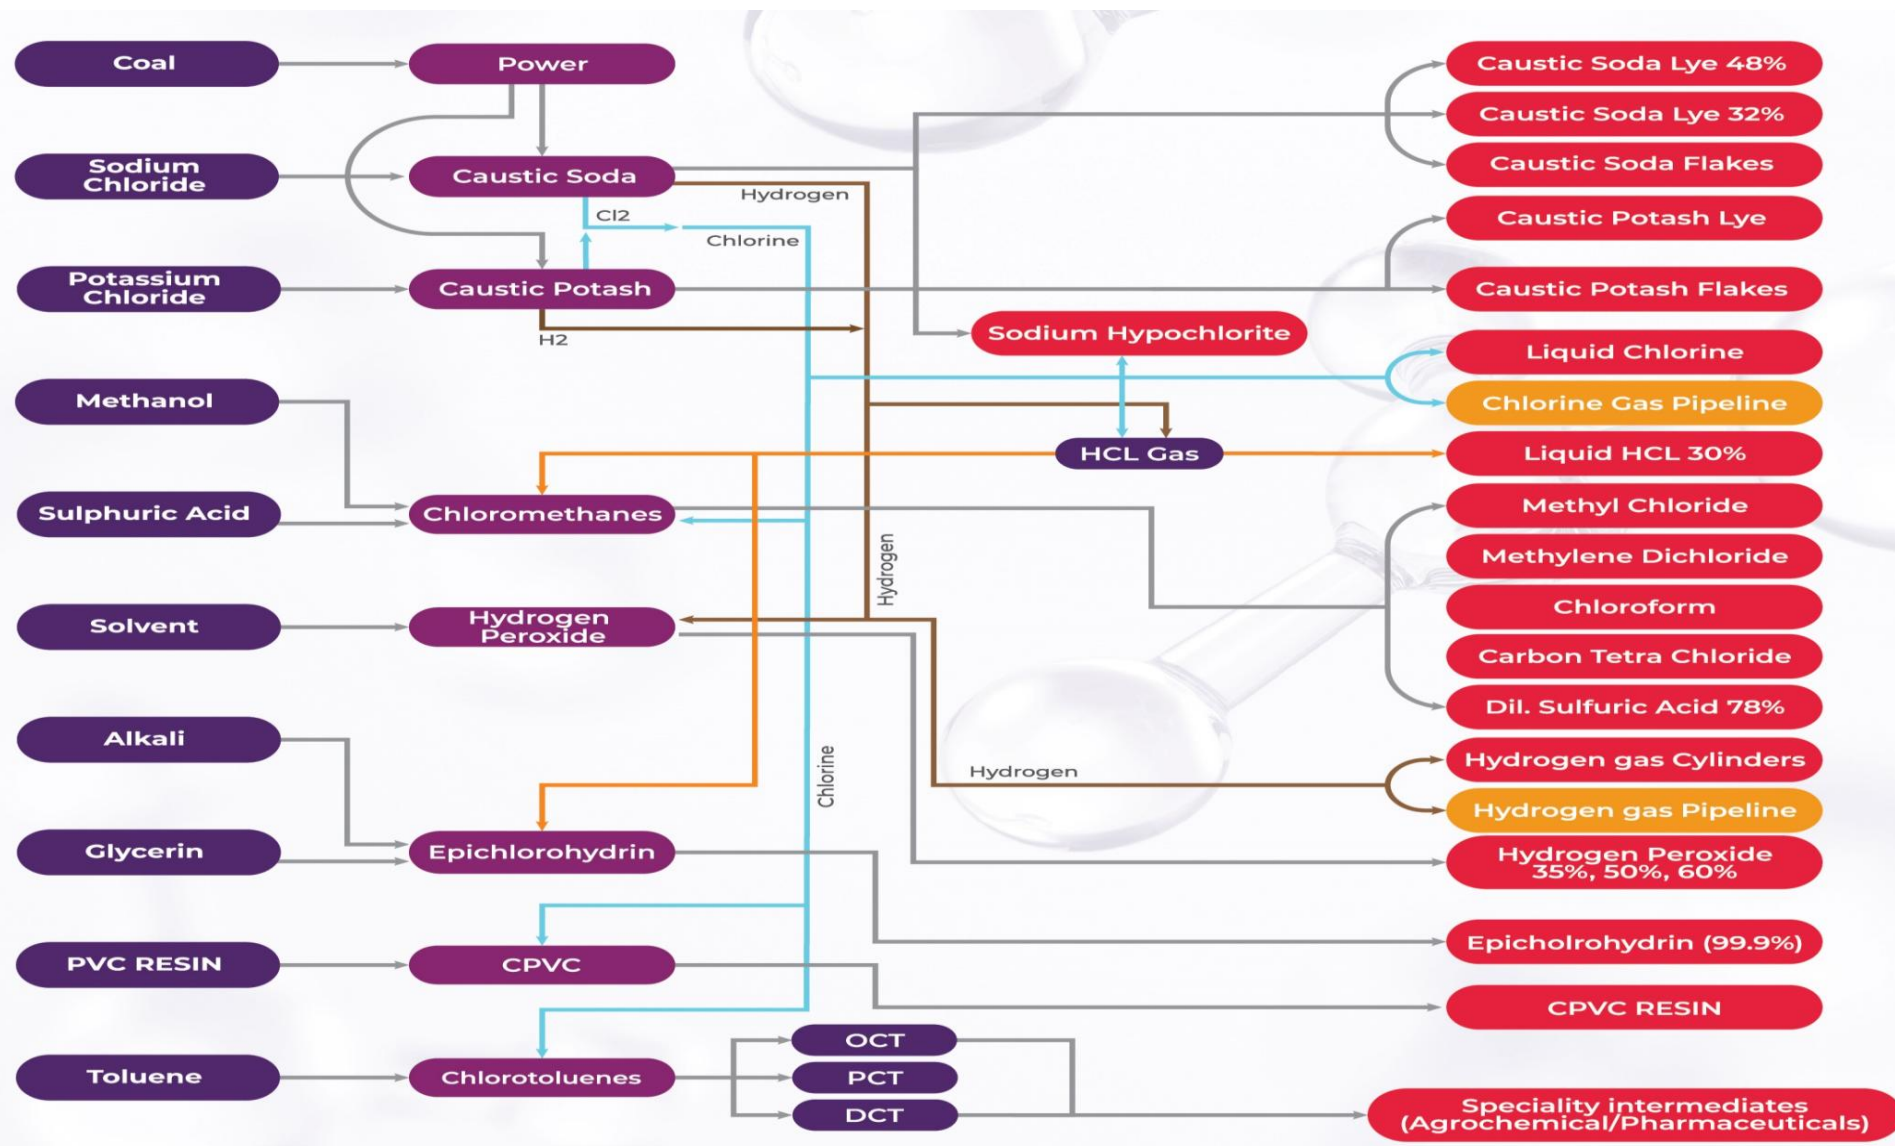 Coal
Power
Caustic Soda Lye 48%
Caustic Soda Lye 32%
Sodium
Chloride
Caustic Soda
Caustic Soda Flakes
Hydrogen
Cl2
Chlorine
Caustic Potash Lye
Potassium
Chloride
Caustic Potash
Caustic Potash Flakes
H2
Sodium Hypochlorite
Liquid Chlorine
Methanol
Chlorine Gas Pipeline
HCL Gas
Liquid HCL 30%
Sulphuric Acid
Chloromethanes
Methyl Chloride
Methylene Dichloride
Hydrogen
Chloroform
Solvent
Hydrogen
Peroxide
Carbon Tetra Chloride
Dil. Sulfuric Acid 78%
Alkali
Chlorine
Hydrogen
Hydrogen gas Cylinders
Hydrogen gas Pipeline
Glycerin
Epichlorohydrin
Hydrogen Peroxide
35%, 50%, 60%
Epicholrohydrin (99.9%)
PVC RESIN
CPVC
CPVC RESIN
OCT
Toluene
Chlorotoluenes
PCT
DCT
Speciality intermediates
(Agrochemical/Pharmaceuticals)